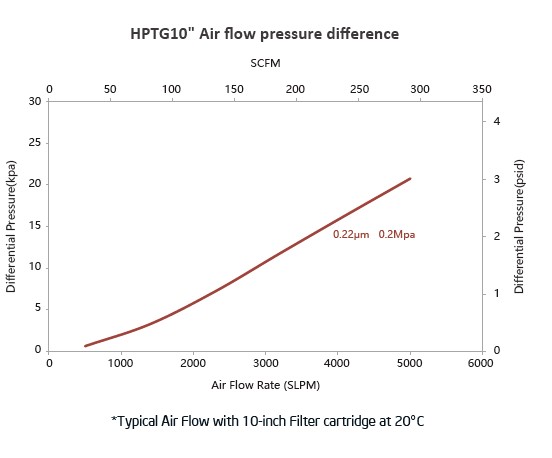 HPTG10" Air flow pressure difference
SCFM
0 50 100 150 200 250 300 350
30
25
20
15
10
5
0
Differential Pressure(kpa)
4
3
2
1
0
Differential Pressure(psid)
0.22μm 0.2Mpa
0 1000 2000 3000 4000 5000 6000
Air Flow Rate (SLPM)
*Typical Air Flow with 10-inch Filter cartridge at 20°C